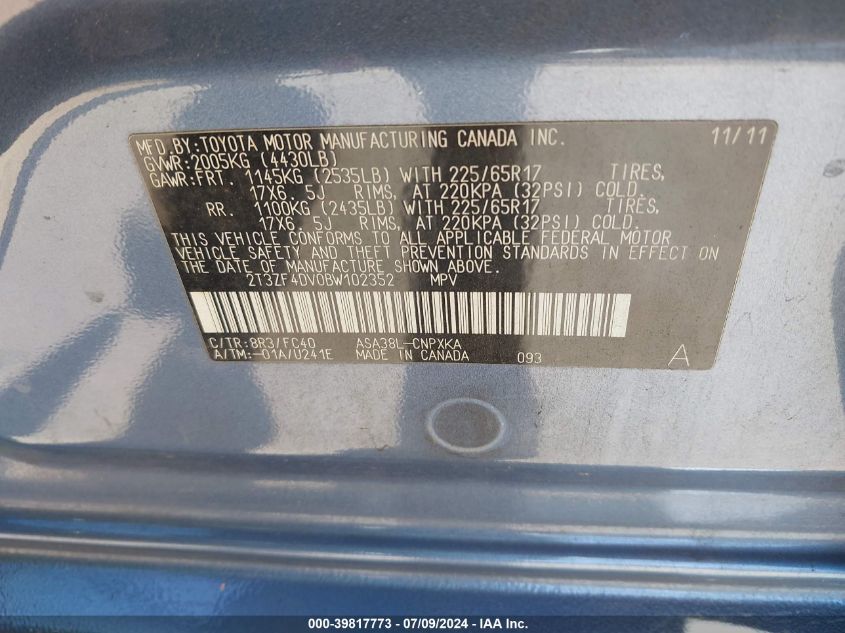 MFD.BY:TOYOTA MOTOR MANUFACTURING CANADA INC. 11/11
GVWR:2005KG (4430LB)
GAWR:FRT. 1145KG (2535LB) WITH 225/65R17 TIRES,
17X6.5J RIMS, AT 220KPA (32PSI) COLD.
RR. 1100KG (2435LB) WITH 225/65R17 TIRES,
17X6.5J RIMS, AT 220KPA (32PSI) COLD.
THIS VEHICLE CONFORMS TO ALL APPLICABLE FEDERAL MOTOR
VEHICLE SAFETY AND THEFT PREVENTION STANDARDS IN EFFECT ON
THE DATE OF MANUFACTURE SHOWN ABOVE.
2T3ZF4DV0BW102352 MPV
C/TR:8R3/FC40 ASA38L-CNPXKA
A/TM:-01A/U241E MADE IN CANADA 093 A
000-39817773 - 07/09/2024 - IAA Inc.